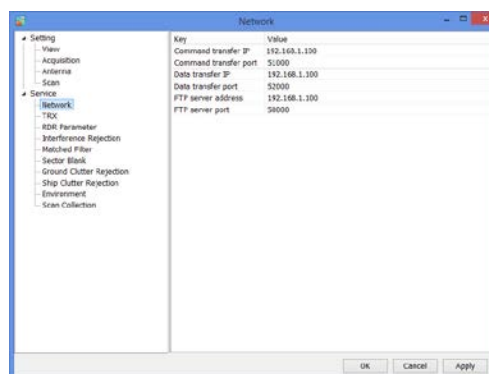 Network
Setting
View
Acquisition
Antenna
Scan
Service
Network
TRX
RDR Parameter
Interference Rejection
Matched Filter
Sector Blank
Ground Clutter Rejection
Ship Clutter Rejection
Environment
Scan Collection
Key Value
Command transfer IP 192.168.1.100
Command transfer port 51000
Data transfer IP 192.168.1.100
Data transfer port 52000
FTP server address 192.168.1.100
FTP server port 50000
OK Cancel Apply